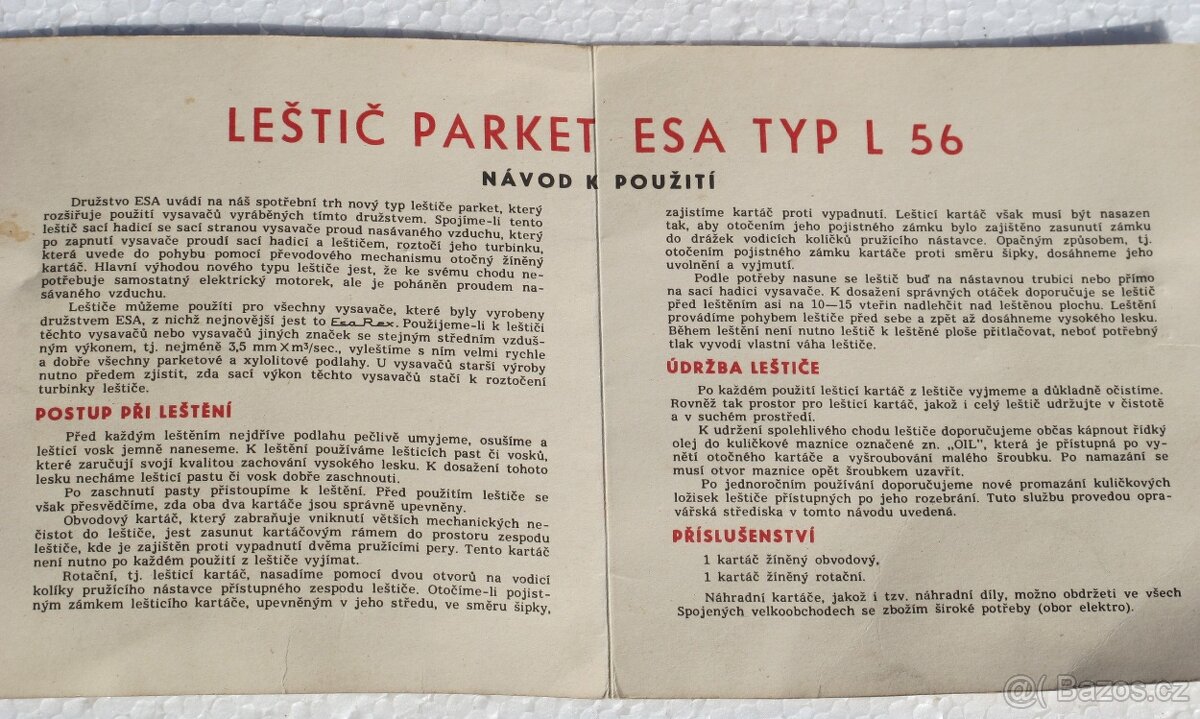 LEŠTIČ PARKET ESA TYP L 56
NÁVOD K POUŽITÍ
Družstvo ESA uvádí na náš spotřební trh nový typ leštiče parket, který
rozšiřuje použití vysavačů vyráběných tímto družstvem. Spojíme-li tento
leštič sací hadicí se sací stranou vysavače proud nasávaného vzduchu, který
po zapnutí vysavače proudí sací hadicí a leštičem, roztočí jeho turbinku,
která uvede do pohybu pomocí převodového mechanismu otočný žíněný
kartáč. Hlavní výhodou nového typu leštiče jest, že ke svému chodu ne-
potřebuje samostatný elektrický motorek, ale je poháněn proudem na-
sávaného vzduchu.
Leštiče můžeme použíti pro všechny vysavače, které byly vyrobeny
družstvem ESA, z nichž nejnovější jest to Esa Rex. Použijeme-li k leštiči
těchto vysavačů nebo vysavačů jiných značek se stejným středním vzduš-
ným výkonem, tj. nejméně 3,5 mm X m³/sec., vyleštíme s ním velmi rychle
a dobře všechny parketové a xylolitové podlahy. U vysavačů starší výroby
nutno předem zjistit, zda sací výkon těchto vysavačů stačí k roztočení
turbinky leštiče.
POSTUP PŘI LEŠTĚNÍ
Před každým leštěním nejdříve podlahu pečlivě umyjeme, osušíme a
lešticí vosk jemně naneseme. K leštění používáme lešticích past či vosků,
které zaručují svojí kvalitou zachování vysokého lesku. K dosažení tohoto
lesku necháme lešticí pastu či vosk dobře zaschnouti.
Po zaschnutí pasty přistoupíme k leštění. Před použitím leštiče se
však přesvědčíme, zda oba dva kartáče jsou správně upevněny.
Obvodový kartáč, který zabraňuje vniknutí větších mechanických ne-
čistot do leštiče, jest zasunut kartáčovým rámem do prostoru zespodu
leštiče, kde je zajištěn proti vypadnutí dvěma pružícími pery. Tento kartáč
není nutno po každém použití z leštiče vyjímat.
Rotační, tj. lešticí kartáč, nasadíme pomocí dvou otvorů na vodicí
kolíky pružícího nástavce přístupného zespodu leštiče. Otočíme-li pojist-
ným zámkem lešticího kartáče, upevněným v jeho středu, ve směru šipky,
zajistíme kartáč proti vypadnutí. Lešticí kartáč však musí být nasazen
tak, aby otočením jeho pojistného zámku bylo zajištěno zasunutí zámku
do drážek vodicích kolíčků pružícího nástavce. Opačným způsobem, tj.
otočením pojistného zámku kartáče proti směru šipky, dosáhneme jeho
uvolnění a vyjmutí.
Podle potřeby nasune se leštič buď na nástavnou trubici nebo přímo
na sací hadici vysavače. K dosažení správných otáček doporučuje se leštič
před leštěním asi na 10—15 vteřin nadlehčit nad leštěnou plochu. Leštění
provádíme pohybem leštiče před sebe a zpět až dosáhneme vysokého lesku.
Během leštění není nutno leštič k leštěné ploše přitlačovat, neboť potřebný
tlak vyvodí vlastní váha leštiče.
ÚDRŽBA LEŠTIČE
Po každém použití lešticí kartáč z leštiče vyjmeme a důkladně očistíme.
Rovněž tak prostor pro lešticí kartáč, jakož i celý leštič udržujte v čistotě
a v suchém prostředí.
K udržení spolehlivého chodu leštiče doporučujeme občas kápnout řídký
olej do kuličkové maznice označené zn. „OIL", která je přístupná po vy-
nětí otočného kartáče a vyšroubování malého šroubku. Po namazání se
musí otvor maznice opět šroubkem uzavřít.
Po jednoročním používání doporučujeme nové promazání kuličkových
ložisek leštiče přístupných po jeho rozebrání. Tuto službu provedou opra-
vářská střediska v tomto návodu uvedená.
PŘÍSLUŠENSTVÍ
1 kartáč žíněný obvodový,
1 kartáč žíněný rotační.
Náhradní kartáče, jakož i tzv. náhradní díly, možno obdržeti ve všech
Spojených velkoobchodech se zbožím široké potřeby (obor elektro).
@( Bazos.cz